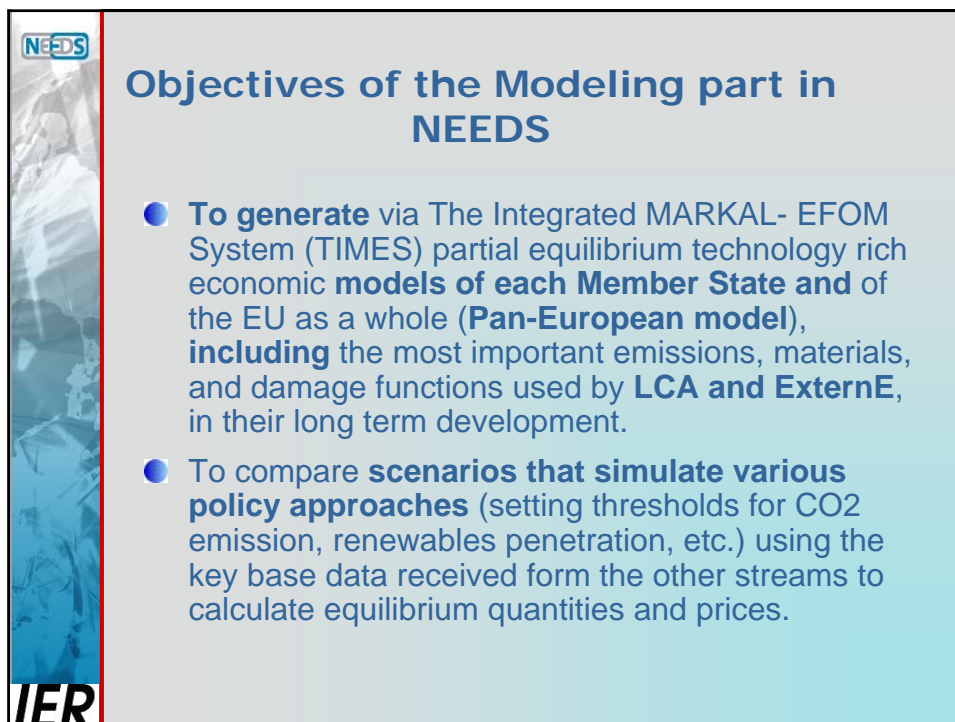 NEEDS
Objectives of the Modeling part in
NEEDS
To generate via The Integrated MARKAL- EFOM
System (TIMES) partial equilibrium technology rich
economic models of each Member State and of
the EU as a whole (Pan-European model),
including the most important emissions, materials,
and damage functions used by LCA and ExternE,
in their long term development.
To compare scenarios that simulate various
policy approaches (setting thresholds for CO2
emission, renewables penetration, etc.) using the
key base data received form the other streams to
calculate equilibrium quantities and prices.
IER